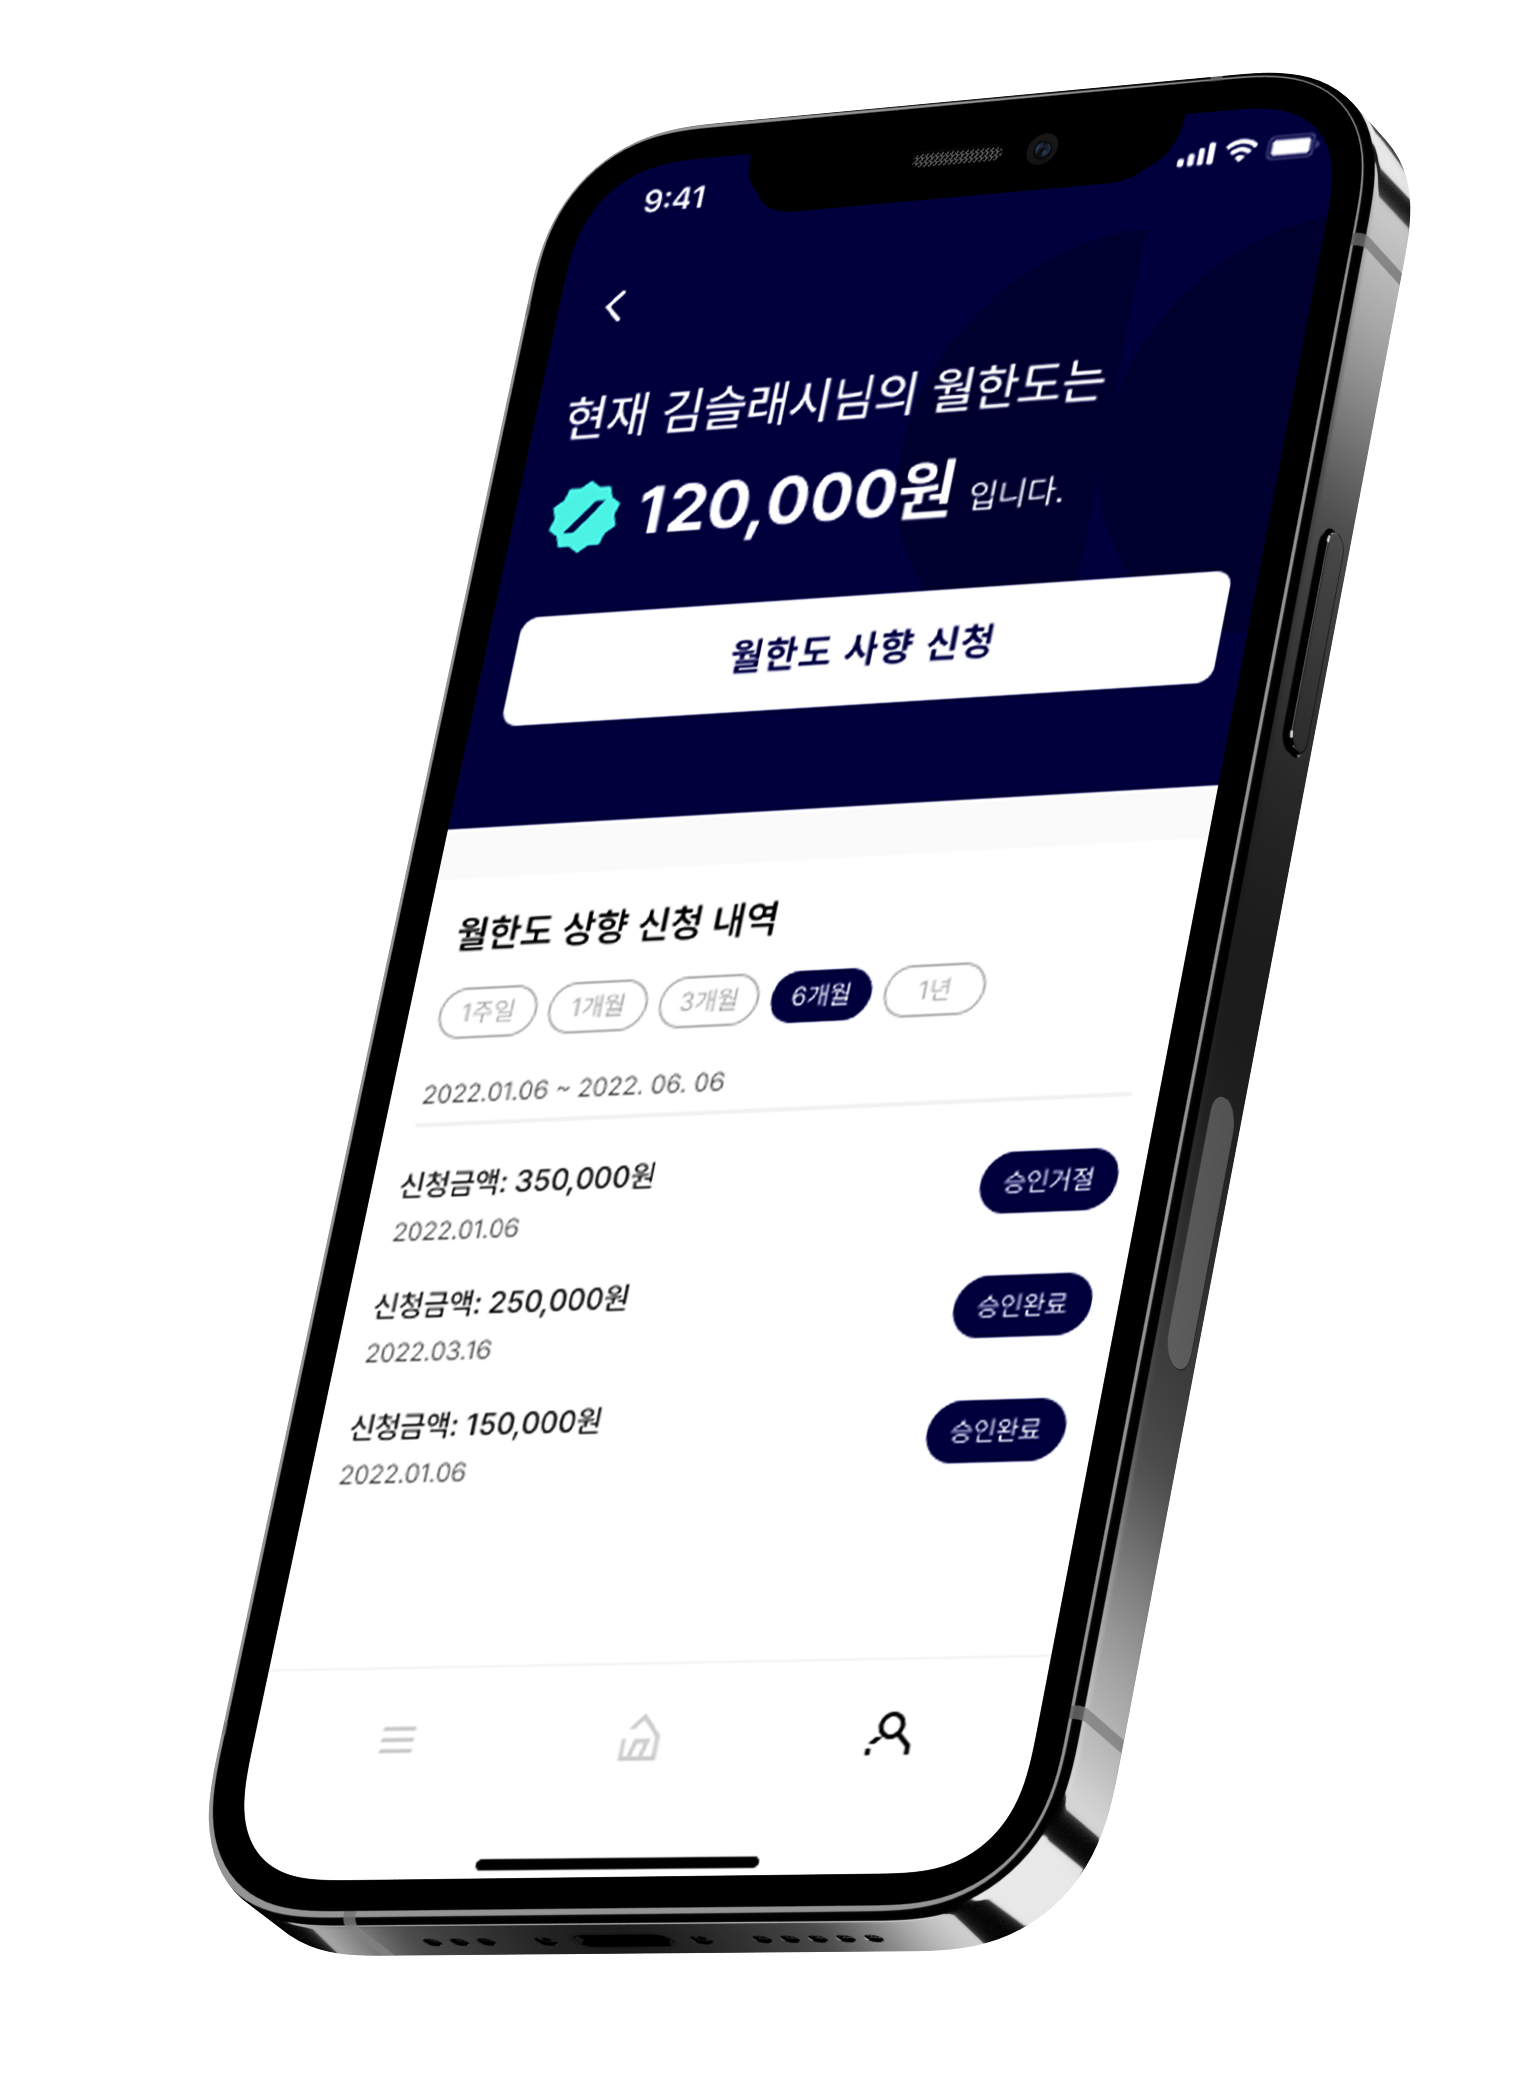 9:41
현재 김슬래시님의 월한도는
120,000원 입니다.
월한도 사향 신청
월한도 상향 신청 내역
1주일 1개월 3개월 6개월 1년
2022.01.06 ~ 2022. 06. 06
신청금액: 350,000원 승인거절
2022.01.06
신청금액: 250,000원 승인완료
2022.03.16
신청금액: 150,000원 승인완료
2022.01.06